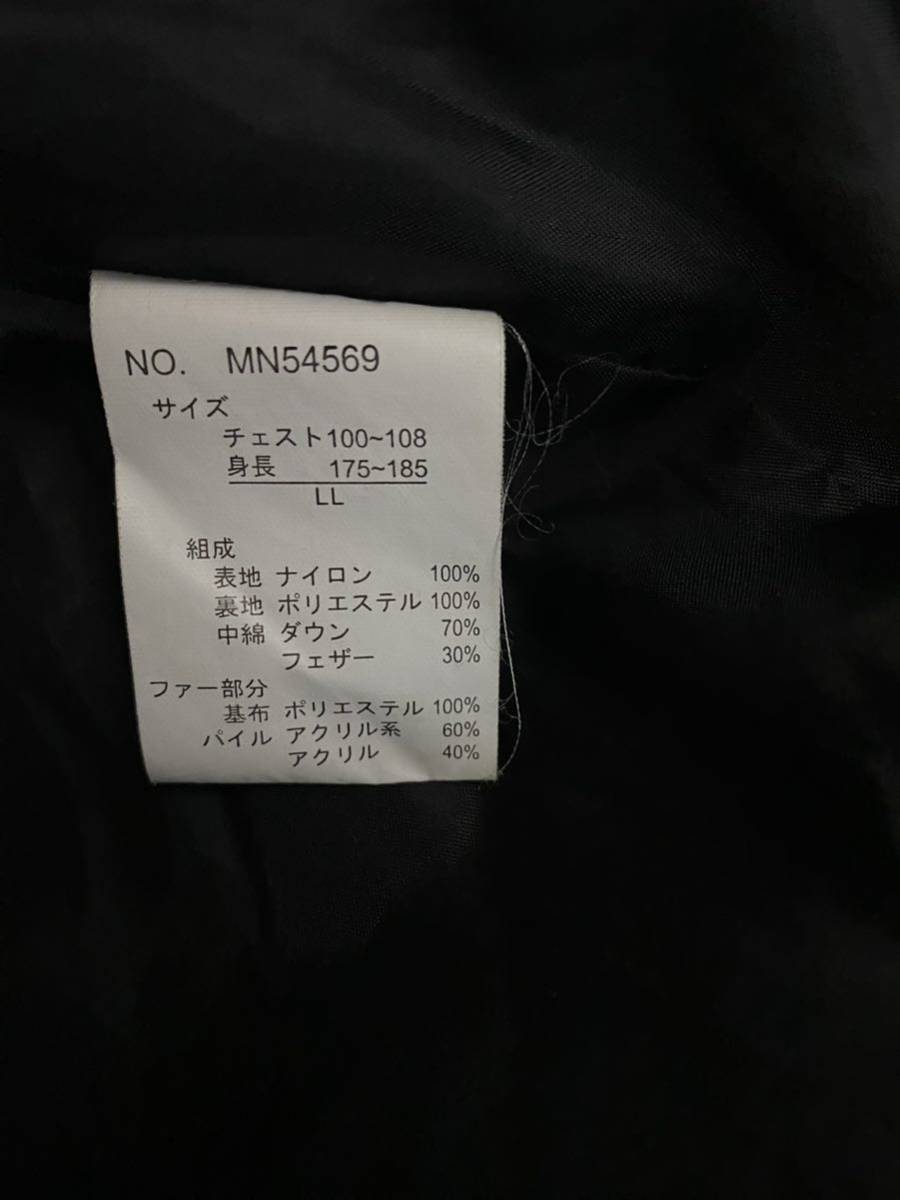 NO. MN54569
サイズ
チェスト100~108
身長 175~185
LL
組成
表地 ナイロン 100%
裏地 ポリエステル 100%
中綿 ダウン 70%
フェザー 30%
ファー部分
基布 ポリエステル 100%
パイル アクリル系 60%
アクリル 40%